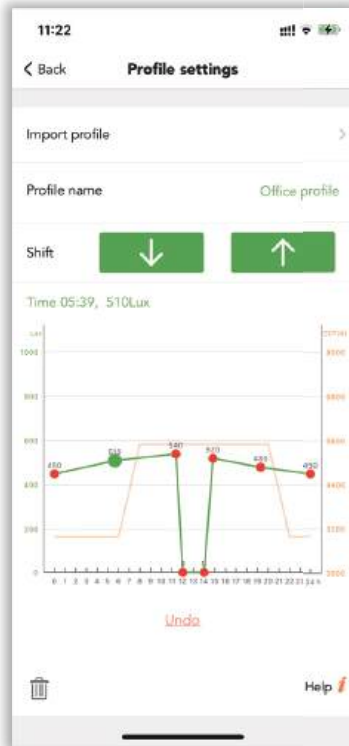 11:22
Back
Profile settings
Import profile
Profile name
Office profile
Shift
Time 05:39, 510Lux
1000
800
600
400
200
0
450
510
540
520
480
450
0 1 2 3 4 5 6 7 8 9 10 11 12 13 14 15 16 17 18 19 20 21 22 23 24 h
Undo
Help i